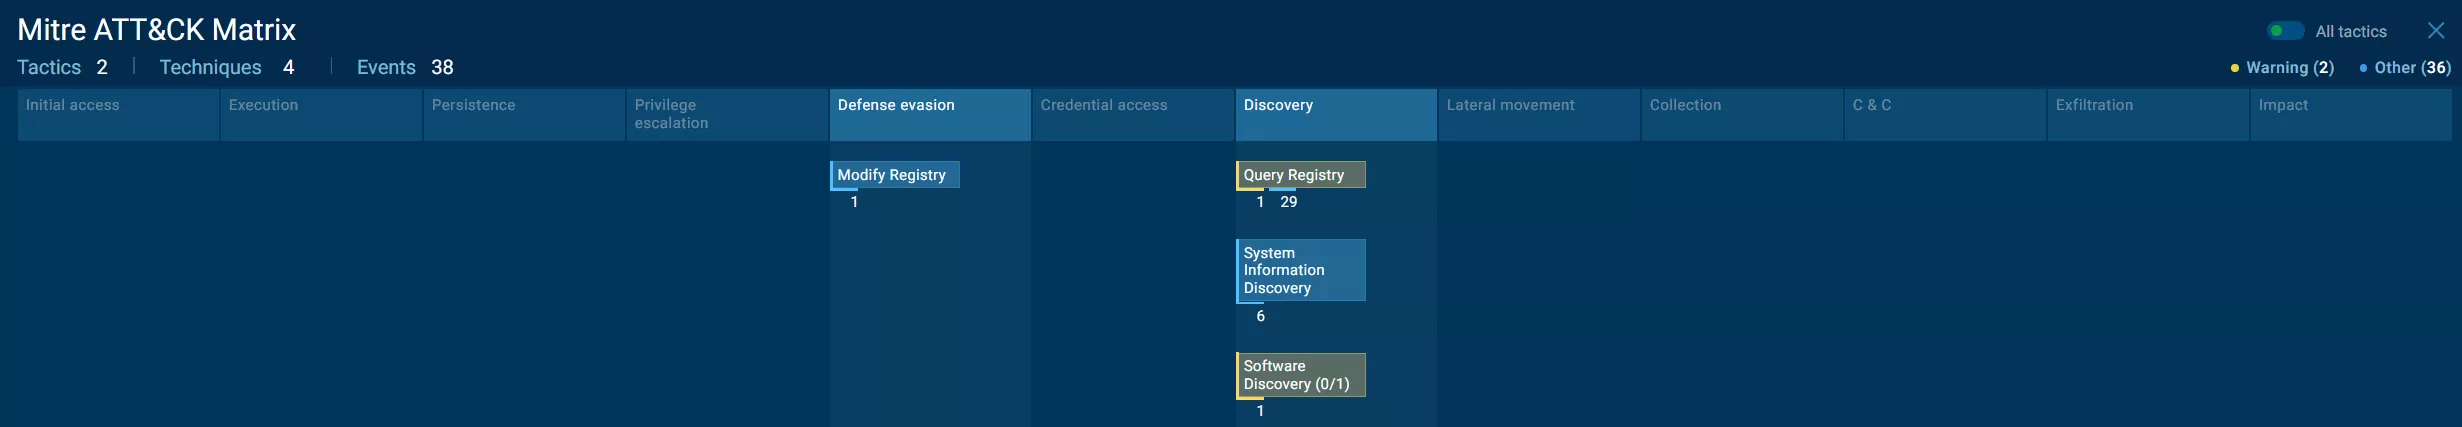 Mitre ATT&CK Matrix
All tactics
Tactics 2 Techniques 4 Events 38
Warning (2) Other (36)
Initial access
Execution
Persistence
Privilege
escalation
Defense evasion
Credential access
Discovery
Lateral movement
Collection
C & C
Exfiltration
Impact
Modify Registry
1
Query Registry
1 29
System
Information
Discovery
6
Software
Discovery (0/1)
1